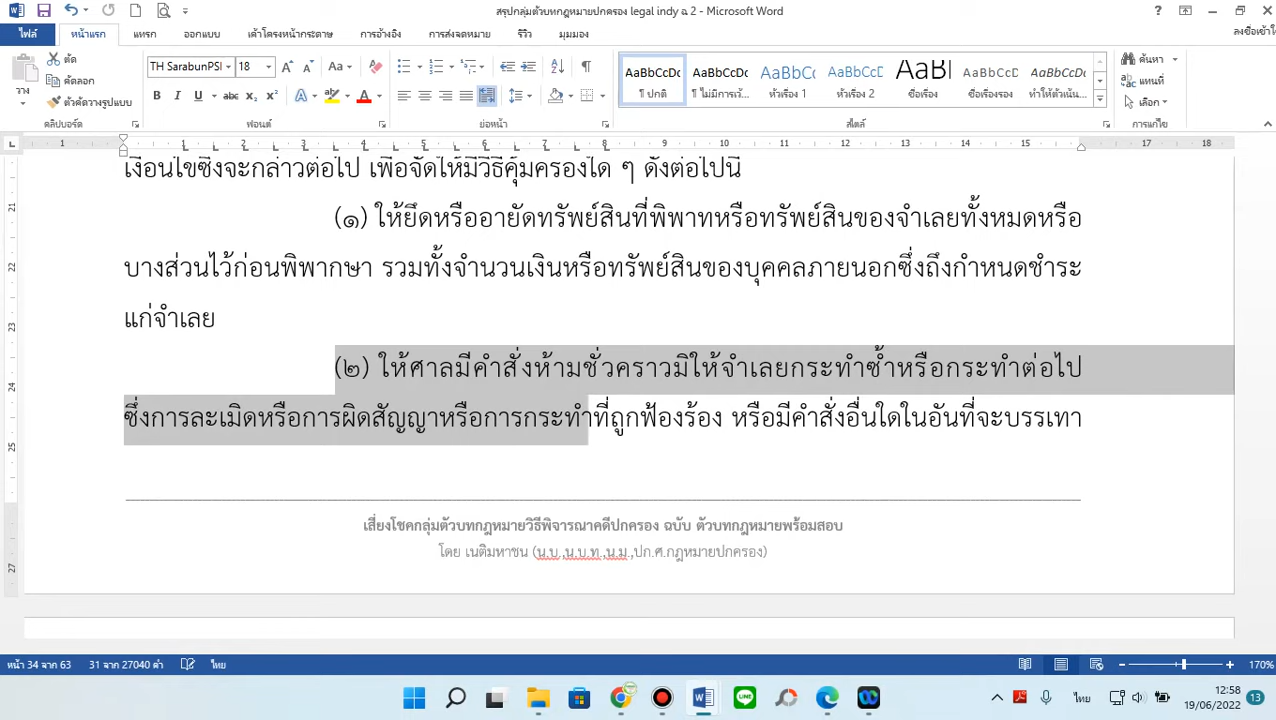 สรุปกลุ่มตัวบทกฎหมายปกครอง legal indy ฉ 2 - Microsoft Word
ไฟล์ หน้าแรก แทรก ออกแบบ เค้าโครงหน้ากระดาษ การอ้างอิง การส่งจดหมาย รีวิว มุมมอง ลงชื่อเข้าใช้
วาง
ตัด
คัดลอก
ตัวคัดวางรูปแบบ
คลิปบอร์ด
TH SarabunPSK 18
ฟอนต์
ย่อหน้า
AaBbCcDc AaBbCcDc AaBbCcDc AaBbCcDc AaBl AaBbCcDc AaBbCcDc
ปกติ ไม่มีการเว้... หัวเรื่อง 1 หัวเรื่อง 2 ชื่อเรื่อง ชื่อเรื่องรอง ทำให้ตัวเน้น...
สไตล์
ค้นหา
แทนที่
เลือก
การแก้ไข
เงื่อนไขซึ่งจะกล่าวต่อไป เพื่อจัดให้มีวิธีคุ้มครองใด ๆ ดังต่อไปนี้
(๑) ให้ยึดหรืออายัดทรัพย์สินที่พิพาทหรือทรัพย์สินของจำเลยทั้งหมดหรือ
บางส่วนไว้ก่อนพิพากษา รวมทั้งจำนวนเงินหรือทรัพย์สินของบุคคลภายนอกซึ่งถึงกำหนดชำระ
แก่จำเลย
(๒) ให้ศาลมีคำสั่งห้ามชั่วคราวมิให้จำเลยกระทำซ้ำหรือกระทำต่อไป
ซึ่งการละเมิดหรือการผิดสัญญาหรือการกระทำที่ถูกฟ้องร้อง หรือมีคำสั่งอื่นใดในอันที่จะบรรเทา
เสี่ยงโชคกลุ่มตัวบทกฎหมายวิธีพิจารณาคดีปกครอง ฉบับ ตัวบทกฎหมายพร้อมสอบ
โดย เนติมหาชน (น.บ.,น.บ.ท.,น.ม.,ปก.ศ.กฎหมายปกครอง)
หน้า 34 จาก 63 31 จาก 27040 คำ ไทย 170%
ไทย 12:58
19/06/2022 13